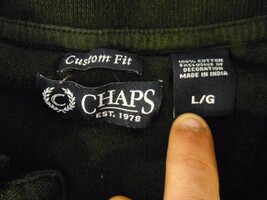 Custom Fit
C
CHAPS
EST. 1978
100% COTTON
EXCLUSIVE OF
DECORATION
MADE IN INDIA
L/G